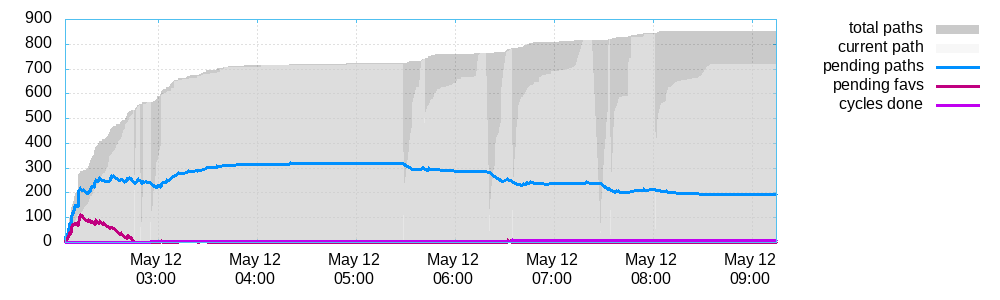 900
800
700
600
500
400
300
200
100
0
May 12 May 12 May 12 May 12 May 12 May 12 May 12
03:00 04:00 05:00 06:00 07:00 08:00 09:00
total paths
current path
pending paths
pending favs
cycles done